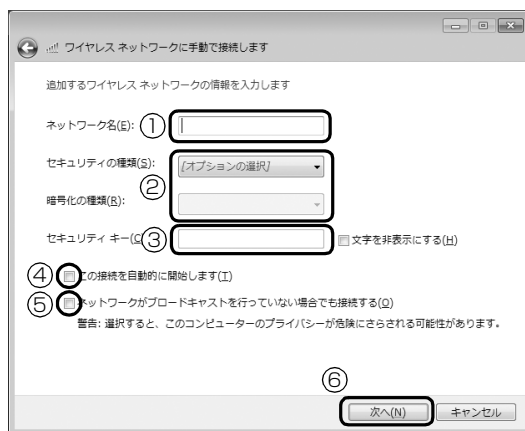 ワイヤレス ネットワークに手動で接続します
追加するワイヤレス ネットワークの情報を入力します
ネットワーク名(E): ①
セキュリティの種類(S): [オプションの選択]
②
暗号化の種類(R):
セキュリティ キー(C ③ 文字を非表示にする(H)
④ この接続を自動的に開始します(T)
⑤ ネットワークがブロードキャストを行っていない場合でも接続する(O)
警告: 選択すると、このコンピューターのプライバシーが危険にさらされる可能性があります。
⑥
次へ(N) キャンセル